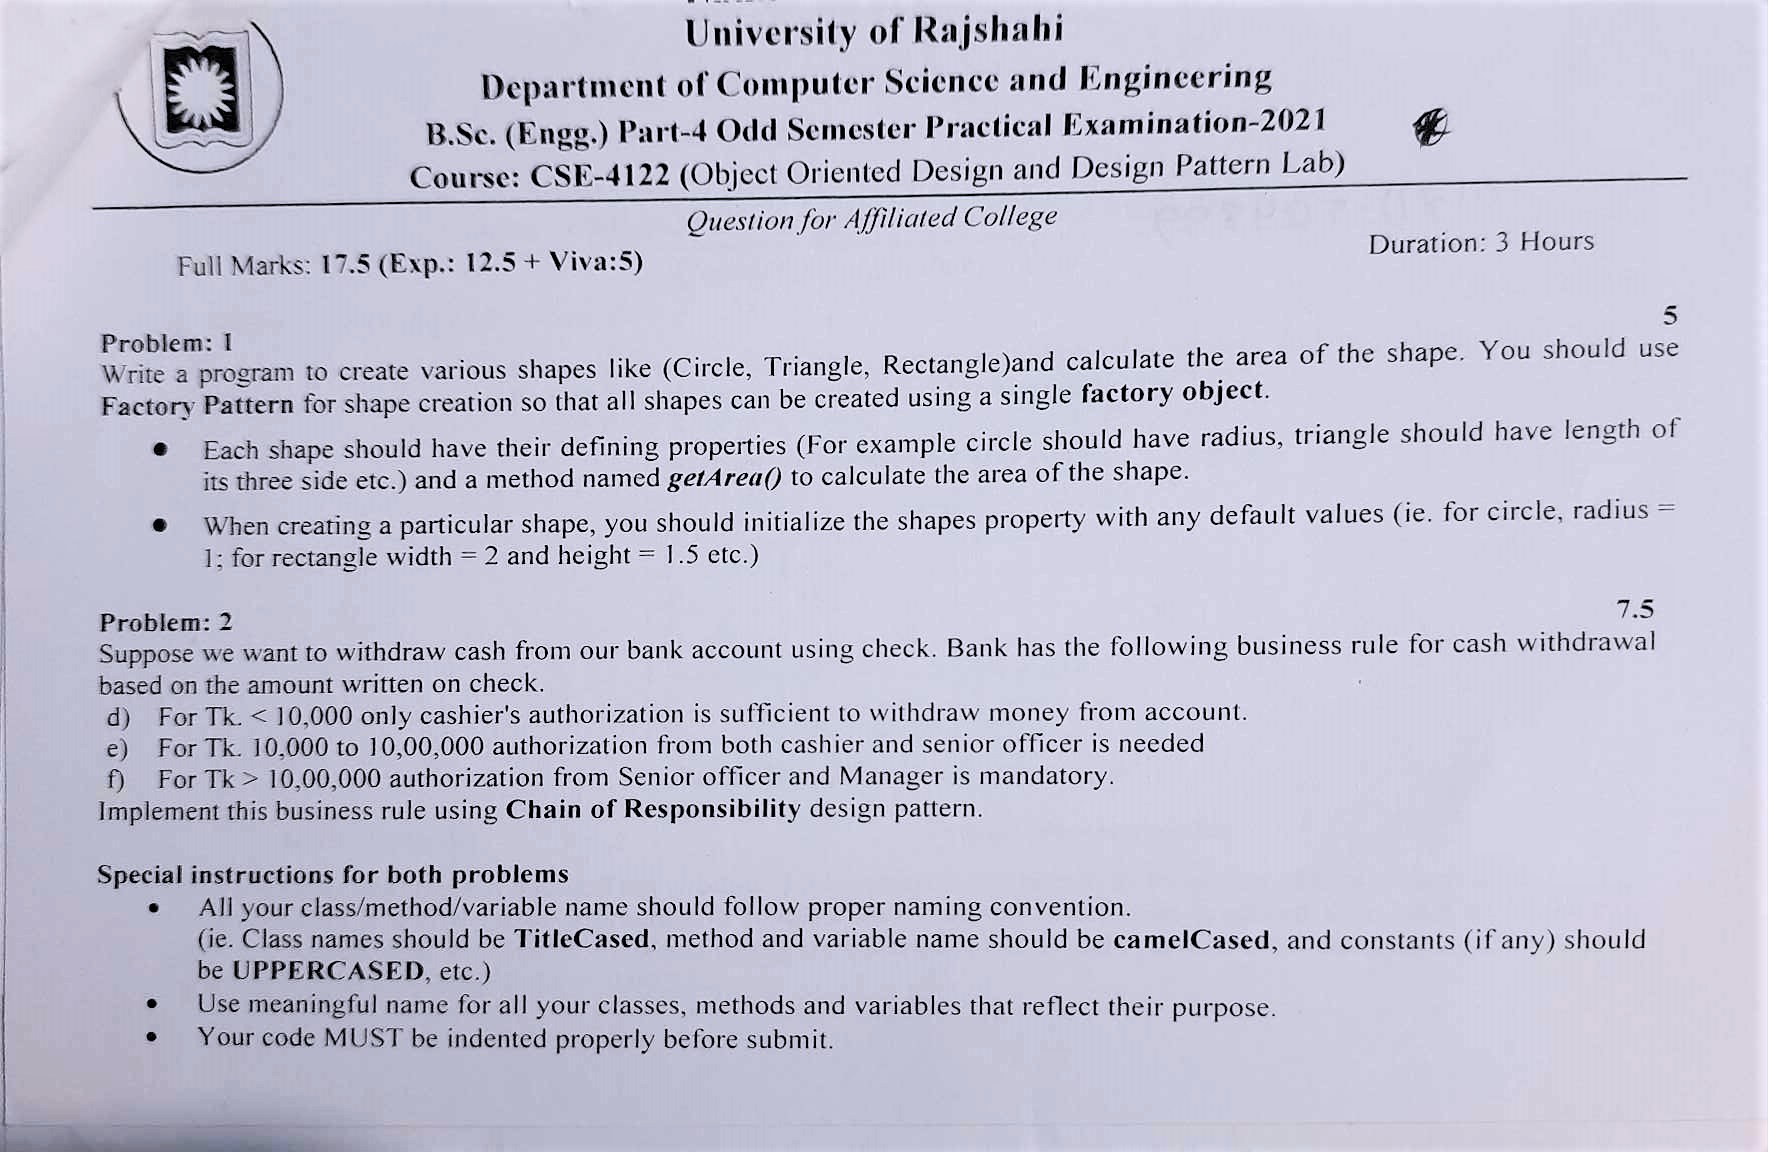 University of Rajshahi
Department of Computer Science and Engineering
B.Sc. (Engg.) Part-4 Odd Semester Practical Examination-2021
Course: CSE-4122 (Object Oriented Design and Design Pattern Lab)
Question for Affiliated College
Full Marks: 17.5 (Exp.: 12.5 + Viva:5)
Duration: 3 Hours
Problem: 1
5
Write a program to create various shapes like (Circle, Triangle, Rectangle)and calculate the area of the shape. You should use
Factory Pattern for shape creation so that all shapes can be created using a single factory object.
• Each shape should have their defining properties (For example circle should have radius, triangle should have length of
its three side etc.) and a method named getArea() to calculate the area of the shape.
• When creating a particular shape, you should initialize the shapes property with any default values (ie. for circle, radius =
1; for rectangle width = 2 and height = 1.5 etc.)
Problem: 2
7.5
Suppose we want to withdraw cash from our bank account using check. Bank has the following business rule for cash withdrawal
based on the amount written on check.
d) For Tk. < 10,000 only cashier's authorization is sufficient to withdraw money from account.
e) For Tk. 10,000 to 10,00,000 authorization from both cashier and senior officer is needed
f) For Tk > 10,00,000 authorization from Senior officer and Manager is mandatory.
Implement this business rule using Chain of Responsibility design pattern.
Special instructions for both problems
• All your class/method/variable name should follow proper naming convention.
(ie. Class names should be TitleCased, method and variable name should be camelCased, and constants (if any) should
be UPPERCASED, etc.)
• Use meaningful name for all your classes, methods and variables that reflect their purpose.
• Your code MUST be indented properly before submit.